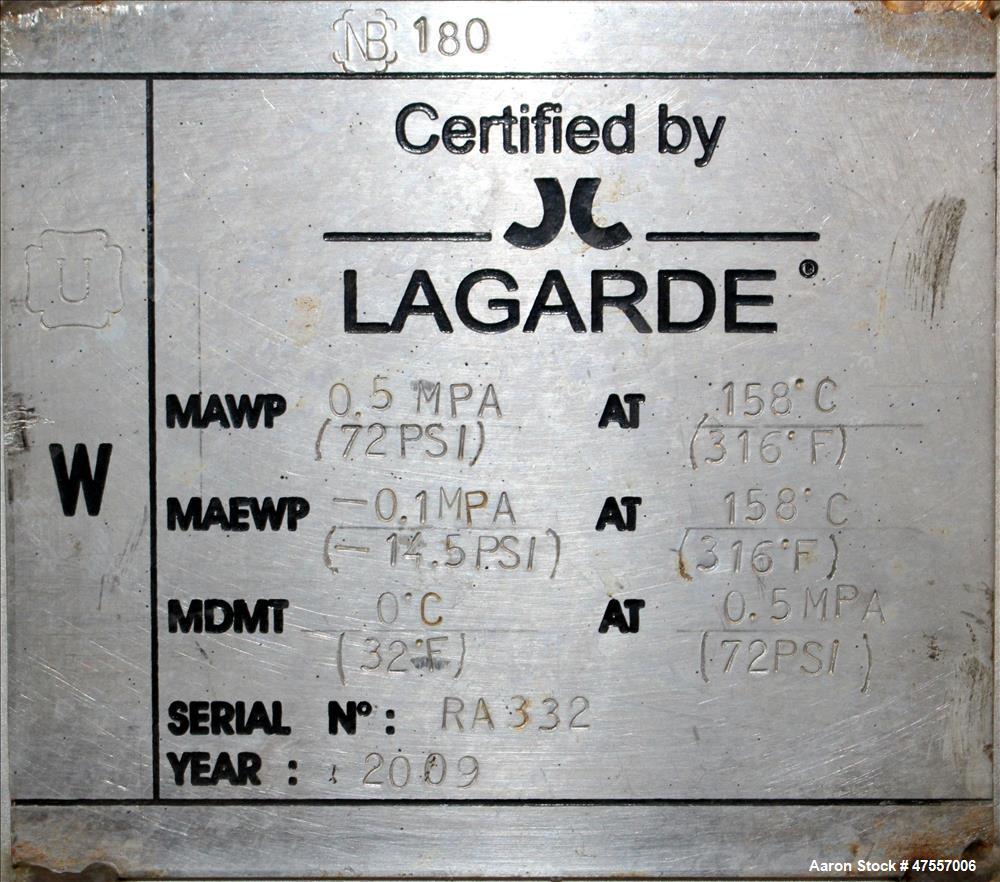 NB 180
Certified by
LAGARDE®
U
W
MAWP 0.5 MPA AT 158°C
(72PSI) (316°F)
MAEWP -0.1MPA AT 158°C
(-14.5PSI) (316°F)
MDMT 0°C AT 0.5MPA
(32°F) (72PSI)
SERIAL Nº: RA332
YEAR : 2009
Aaron Stock # 47557006